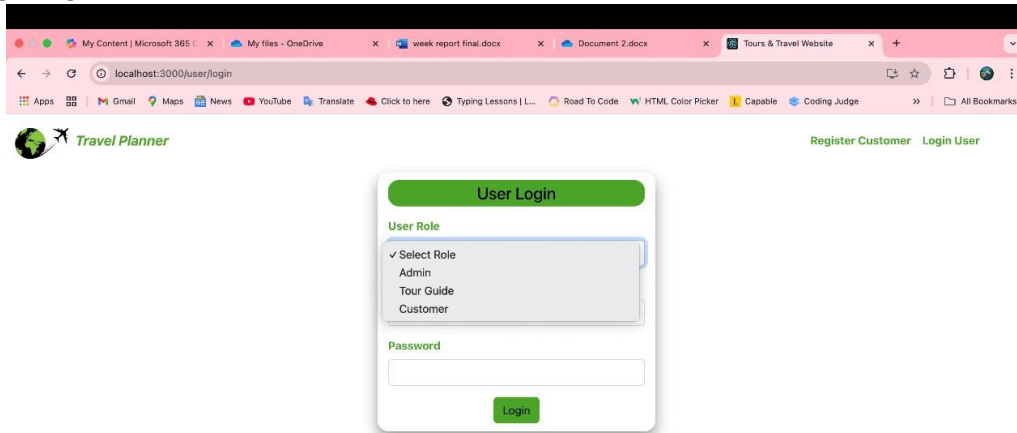 My Content | Microsoft 365 C
My files - OneDrive
week report final.docx
Document 2.docx
Tours & Travel Website
localhost:3000/user/login
Apps
Gmail
Maps
News
YouTube
Translate
Click to here
Typing Lessons | L...
Road To Code
HTML Color Picker
Capable
Coding Judge
All Bookmarks
Travel Planner
Register Customer
Login User
User Login
User Role
✓ Select Role
Admin
Tour Guide
Customer
Password
Login